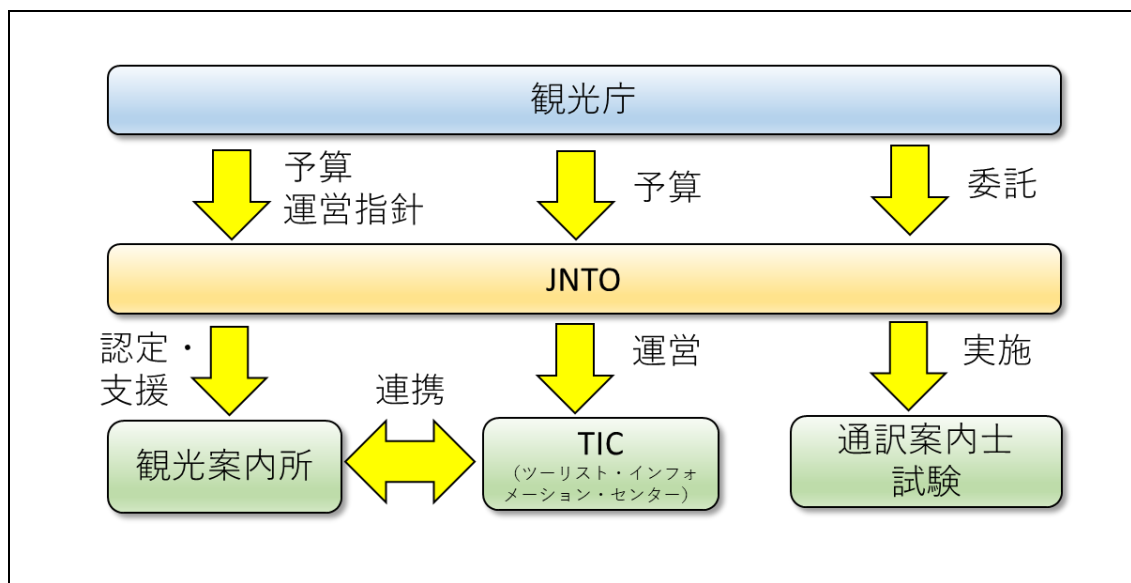 観光庁
予算
運営指針
予算
委託
JNTO
認定・
支援
運営
実施
連携
観光案内所
TIC
（ツーリスト・インフォ
メーション・センター）
通訳案内士
試験